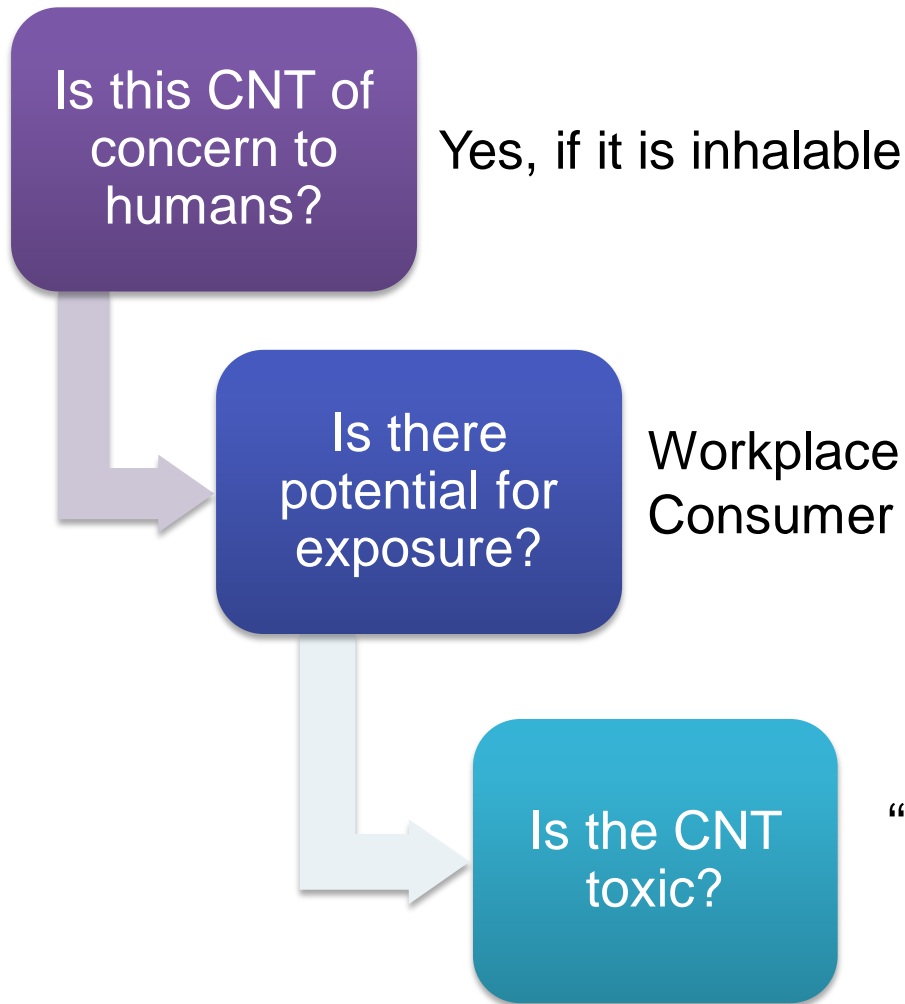 Is this CNT of
concern to
humans?
Yes, if it is inhalable
Is there
potential for
exposure?
Workplace
Consumer
Is the CNT
toxic?
“